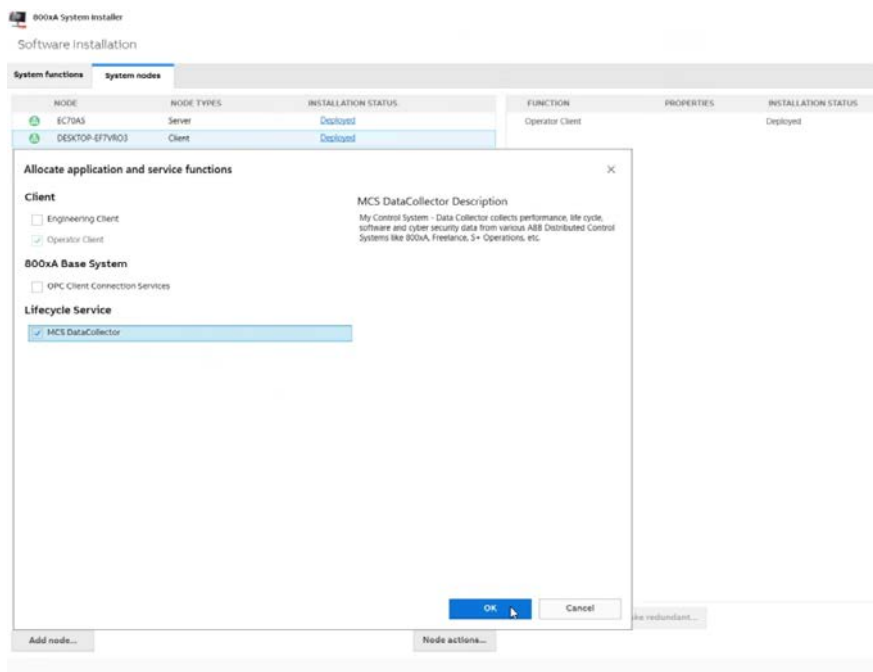 800xA System Installer
Software Installation
System functions System nodes
NODE NODE TYPES INSTALLATION STATUS FUNCTION PROPERTIES INSTALLATION STATUS
EC70AS Server Deployed Operator Client Deployed
DESKTOP-EF7VRO3 Client Deployed
Allocate application and service functions
Client
Engineering Client
Operator Client
800xA Base System
OPC Client Connection Services
Lifecycle Service
MCS DataCollector
MCS DataCollector Description
My Control System - Data Collector collects performance, life cycle,
software and cyber security data from various ABB Distributed Control
Systems like 800xA, Freelance, S+ Operations, etc.
OK Cancel
redundant...
Add node... Node actions...